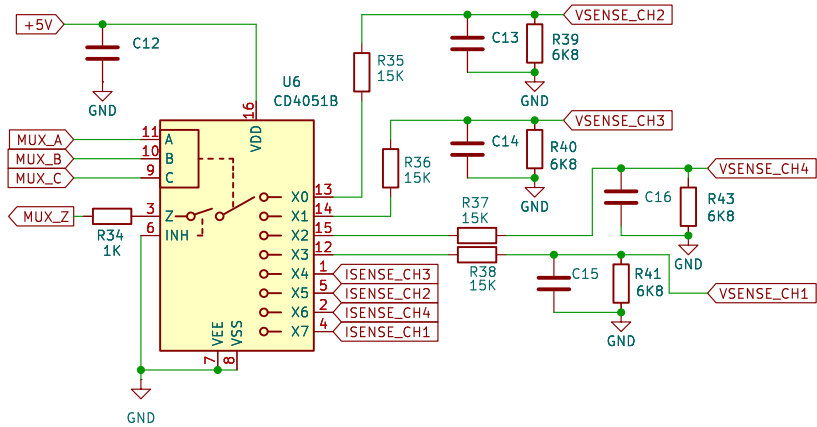 +5V
C12
GND
VSENSE_CH2
C13
R39
6K8
GND
R35
15K
U6
CD4051B
16
VDD
VSENSE_CH3
C14
R40
6K8
GND
R36
15K
MUX_A
11
A
MUX_B
10
B
MUX_C
9
C
MUX_Z
R34
1K
3
Z
6
INH
X0
13
X1
14
X2
15
X3
12
X4
1
ISENSE_CH3
X5
5
ISENSE_CH2
X6
2
ISENSE_CH4
X7
4
ISENSE_CH1
R37
15K
R38
15K
VSENSE_CH4
C16
R43
6K8
GND
C15
R41
6K8
VSENSE_CH1
GND
VEE
VSS
7
8
GND